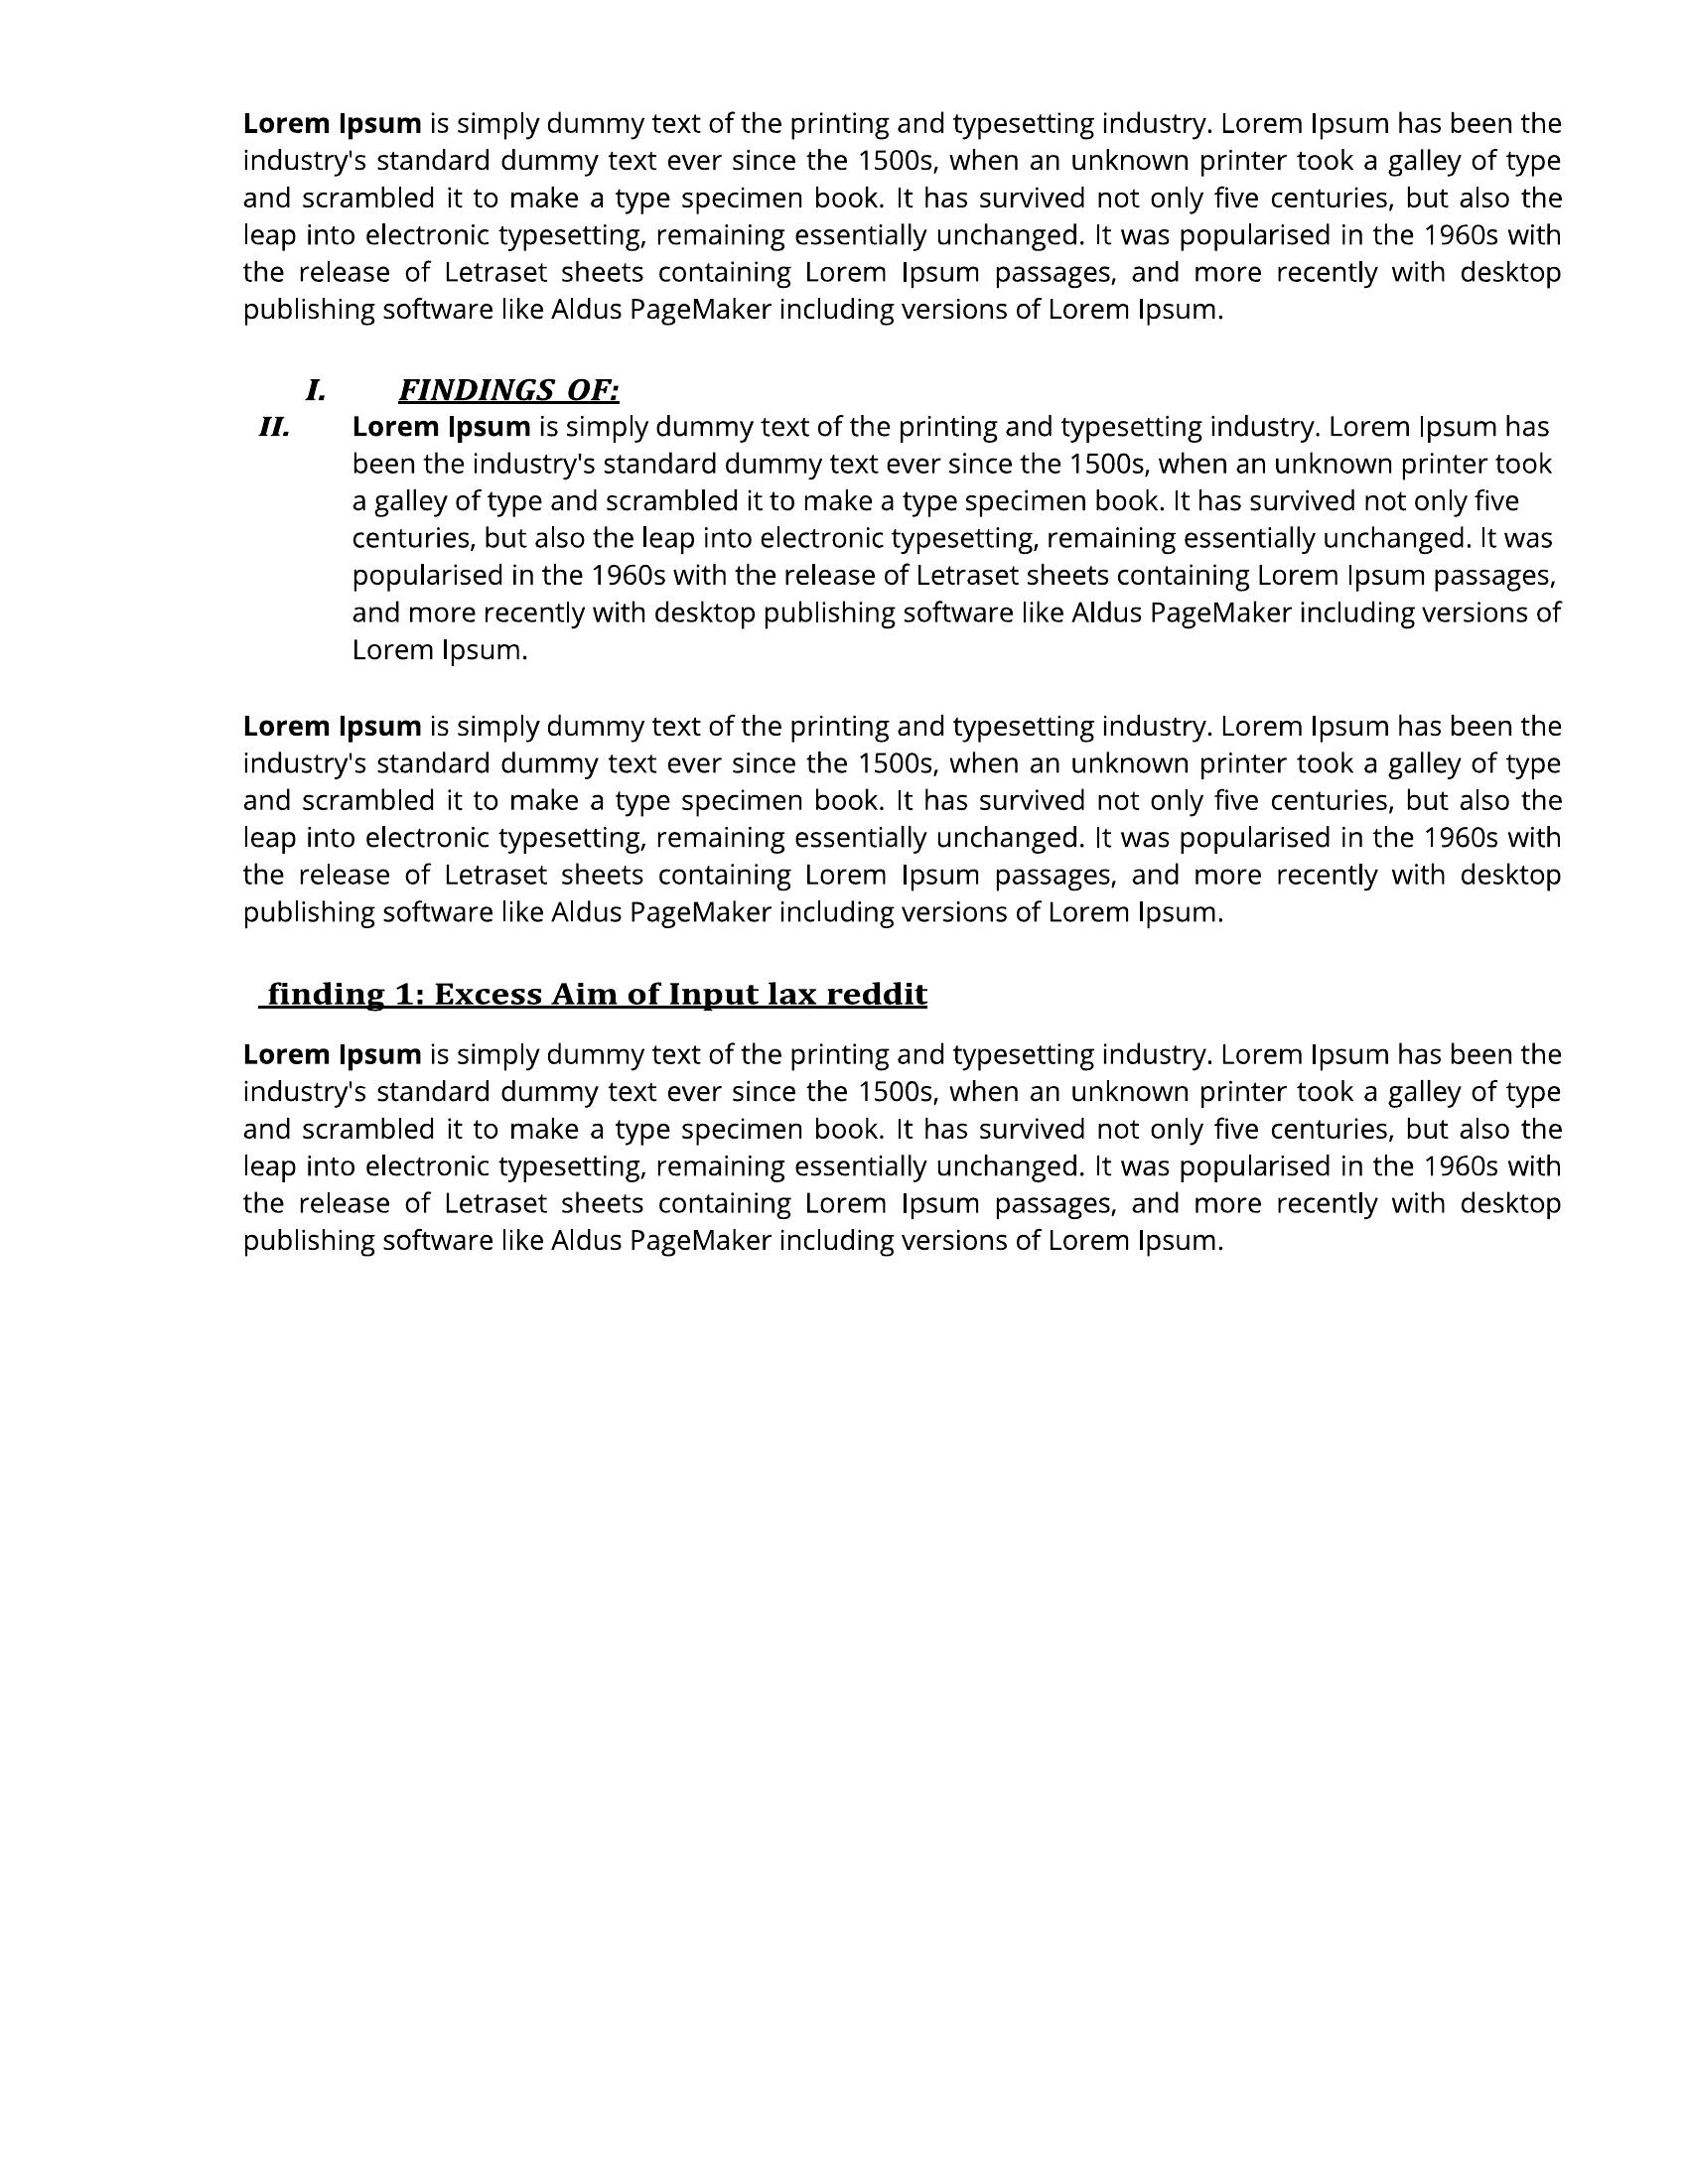 Lorem Ipsum is simply dummy text of the printing and typesetting industry. Lorem Ipsum has been the
industry's standard dummy text ever since the 1500s, when an unknown printer took a galley of type
and scrambled it to make a type specimen book. It has survived not only five centuries, but also the
leap into electronic typesetting, remaining essentially unchanged. It was popularised in the 1960s with
the release of Letraset sheets containing Lorem Ipsum passages, and more recently with desktop
publishing software like Aldus PageMaker including versions of Lorem Ipsum.
I. FINDINGS OF:
II. Lorem Ipsum is simply dummy text of the printing and typesetting industry. Lorem Ipsum has
been the industry's standard dummy text ever since the 1500s, when an unknown printer took
a galley of type and scrambled it to make a type specimen book. It has survived not only five
centuries, but also the leap into electronic typesetting, remaining essentially unchanged. It was
popularised in the 1960s with the release of Letraset sheets containing Lorem Ipsum passages,
and more recently with desktop publishing software like Aldus PageMaker including versions of
Lorem Ipsum.
Lorem Ipsum is simply dummy text of the printing and typesetting industry. Lorem Ipsum has been the
industry's standard dummy text ever since the 1500s, when an unknown printer took a galley of type
and scrambled it to make a type specimen book. It has survived not only five centuries, but also the
leap into electronic typesetting, remaining essentially unchanged. It was popularised in the 1960s with
the release of Letraset sheets containing Lorem Ipsum passages, and more recently with desktop
publishing software like Aldus PageMaker including versions of Lorem Ipsum.
finding 1: Excess Aim of Input lax reddit
Lorem Ipsum is simply dummy text of the printing and typesetting industry. Lorem Ipsum has been the
industry's standard dummy text ever since the 1500s, when an unknown printer took a galley of type
and scrambled it to make a type specimen book. It has survived not only five centuries, but also the
leap into electronic typesetting, remaining essentially unchanged. It was popularised in the 1960s with
the release of Letraset sheets containing Lorem Ipsum passages, and more recently with desktop
publishing software like Aldus PageMaker including versions of Lorem Ipsum.